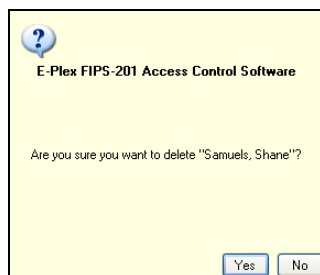 E-Plex FIPS-201 Access Control Software
Are you sure you want to delete "Samuels, Shane"?
Yes No